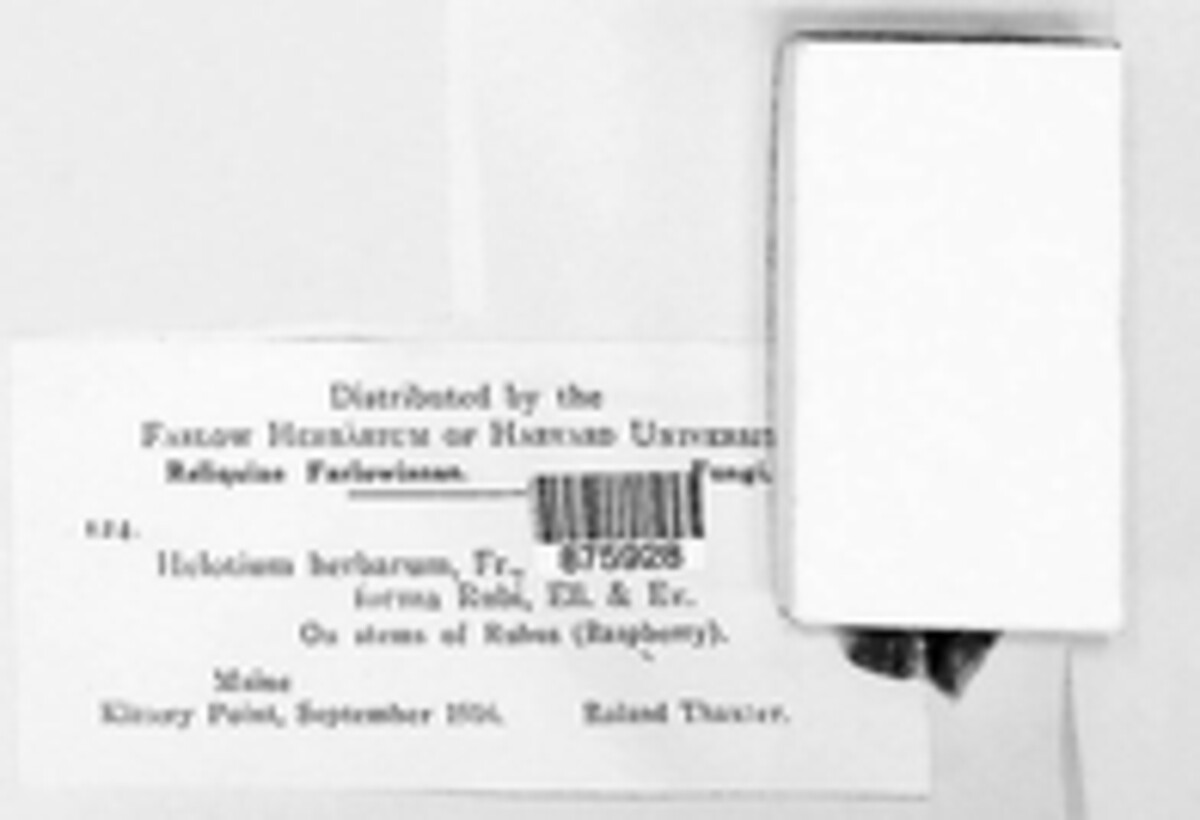 Distributed by the
FARLOW HERBARIUM OF HARVARD UNIVERSIT
Reliquiae Farlowianae. Fungi.
Helotium herbarum, Fr.,
875928
forma Rubi, Ell. & Ev.
On stems of Rubus (Raspberry).
Maine
Kittery Point, September Roland Thaxter.